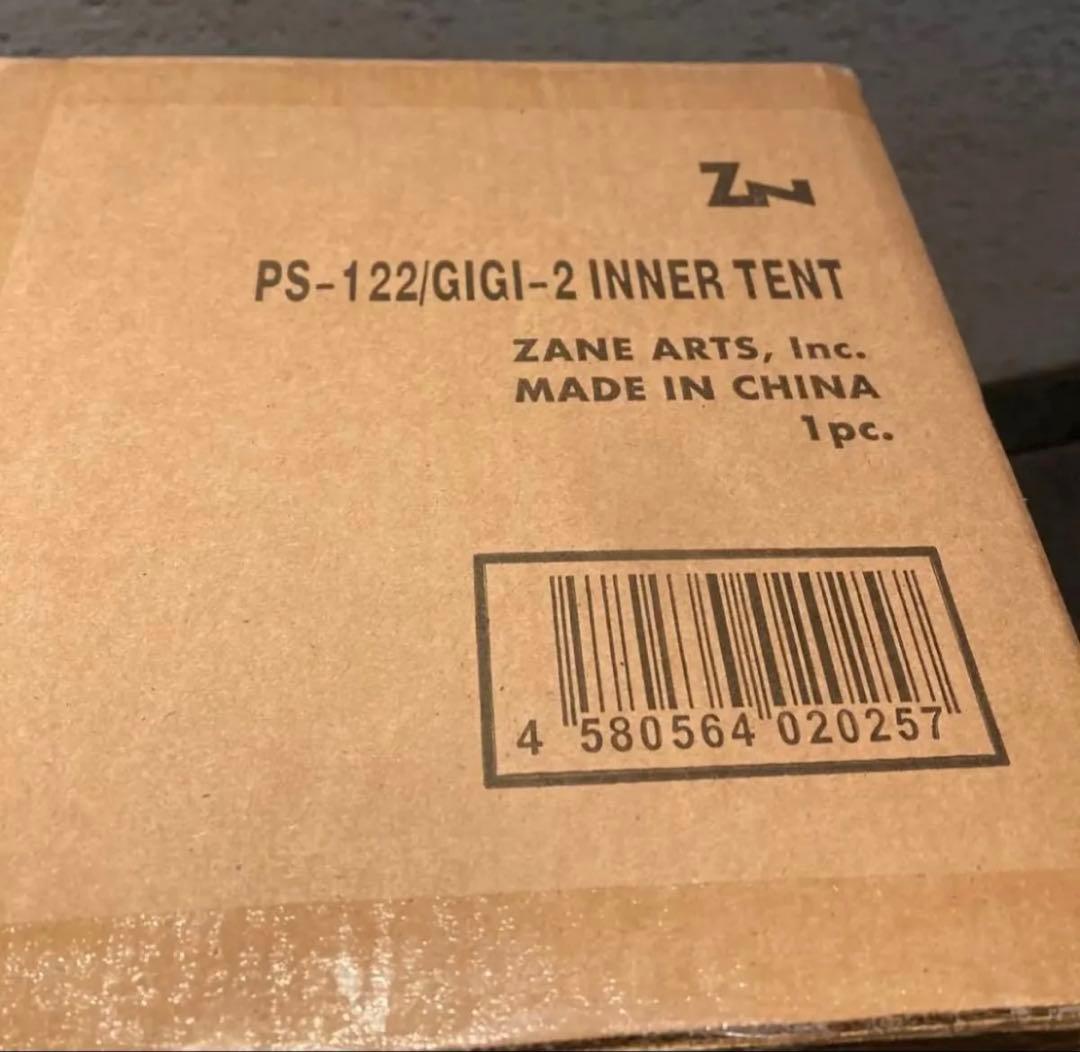 ZN
PS-122/GIGI-2 INNER TENT
ZANE ARTS, Inc.
MADE IN CHINA
1pc.
4 580564 020257